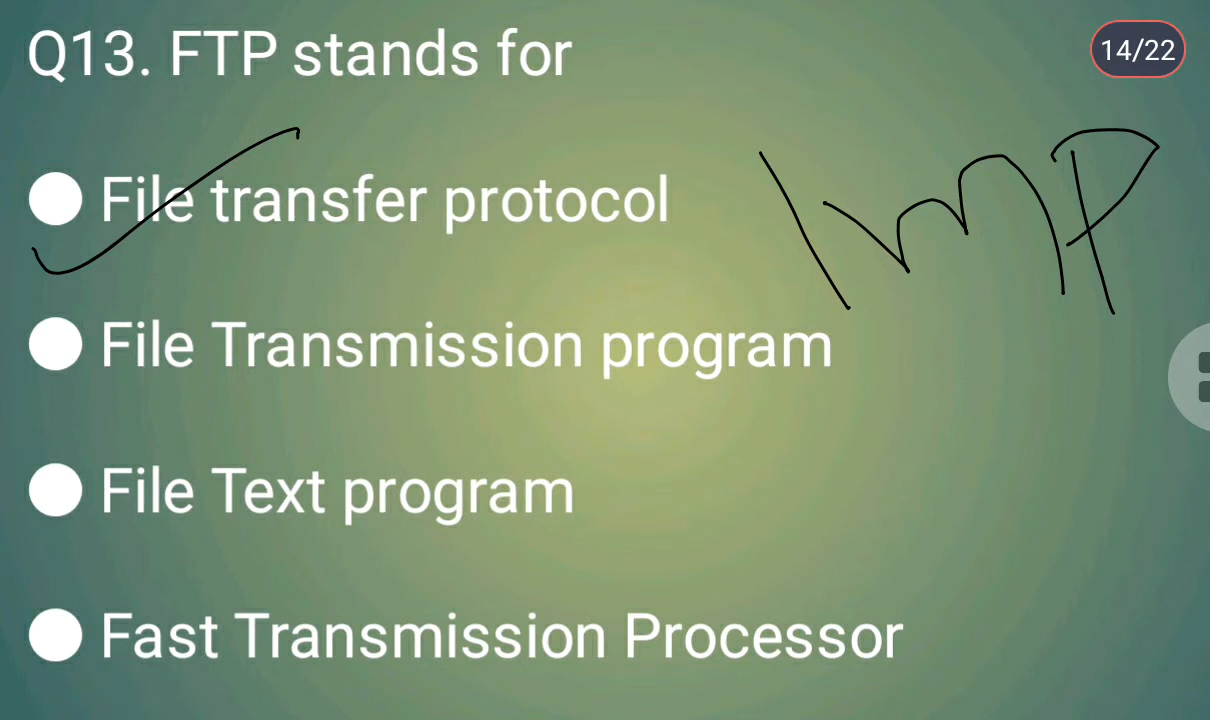 Q13. FTP stands for
14/22
File transfer protocol
IMP
File Transmission program
File Text program
Fast Transmission Processor